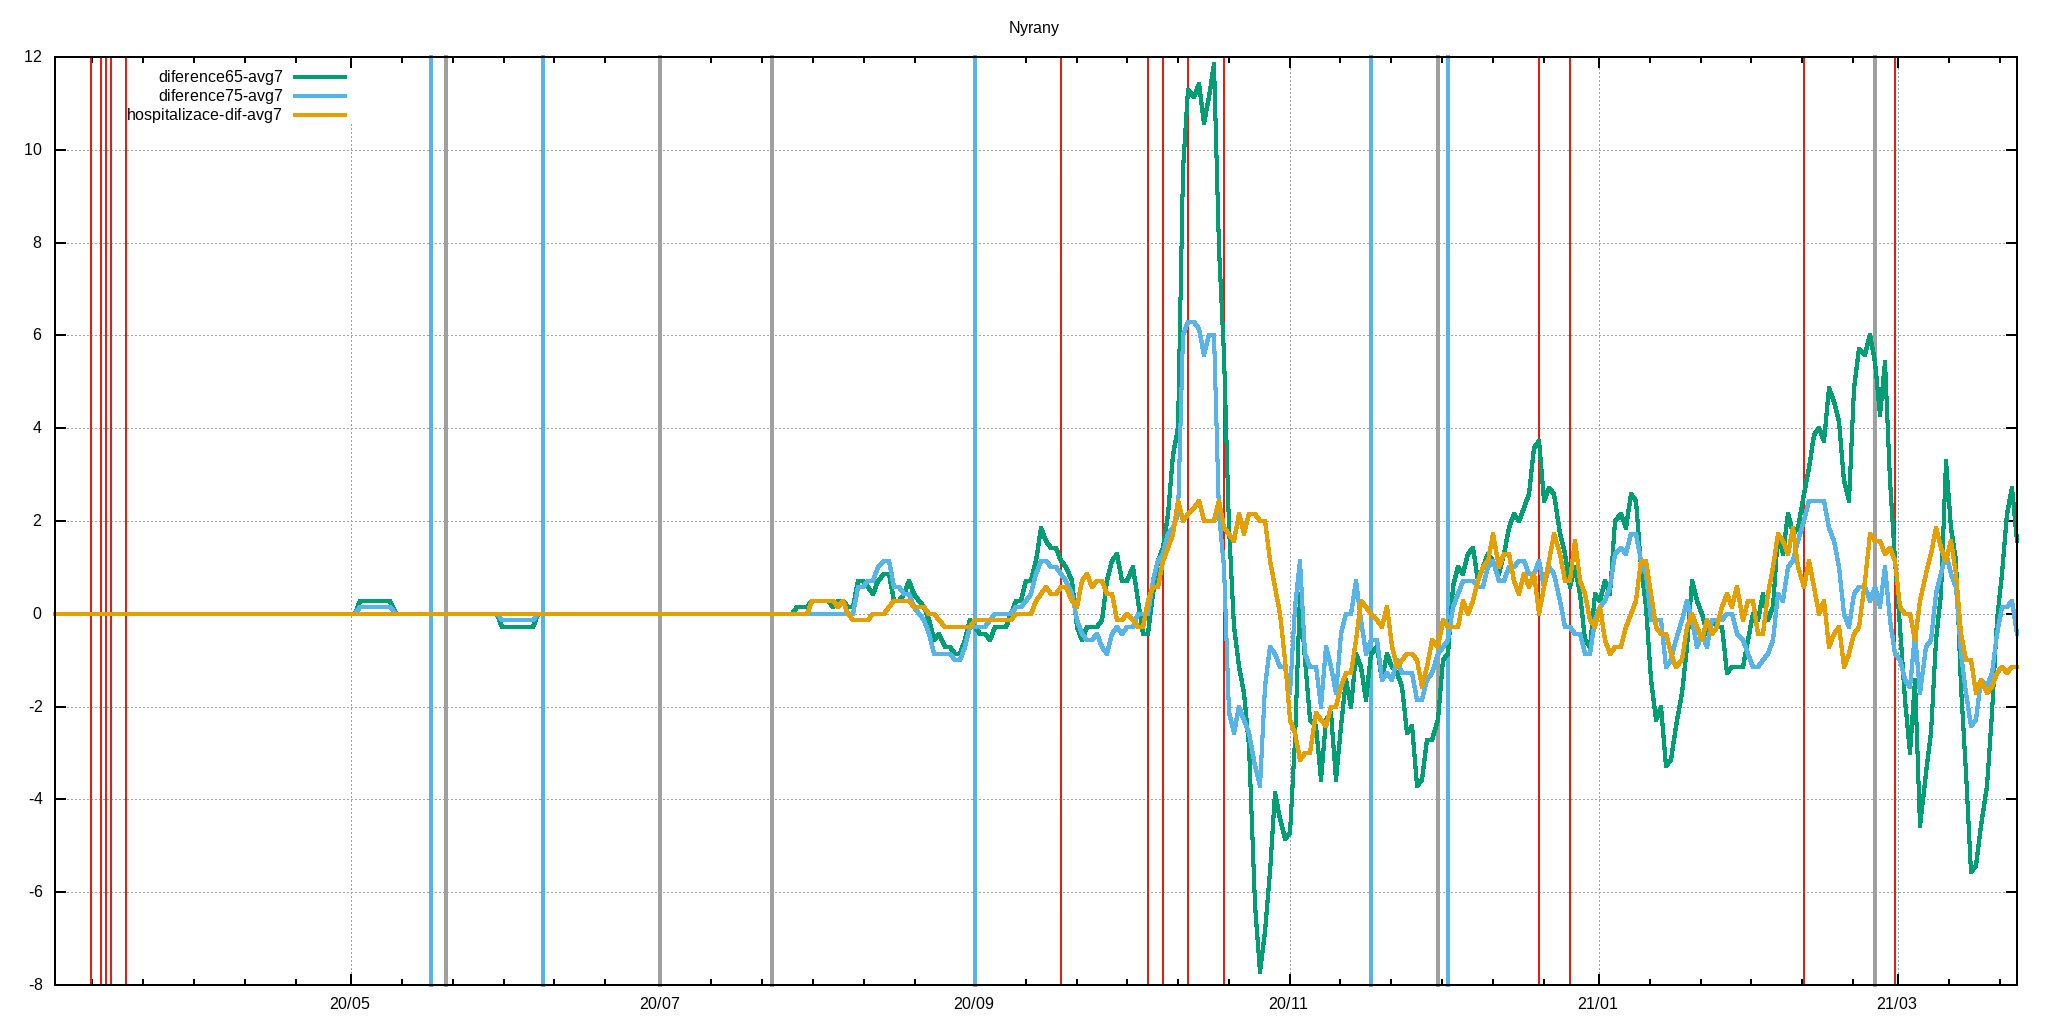 Nyrany
12
10
8
6
4
2
0
-2
-4
-6
-8
diference65-avg7
diference75-avg7
hospitalizace-dif-avg7
20/05 20/07 20/09 20/11 21/01 21/03